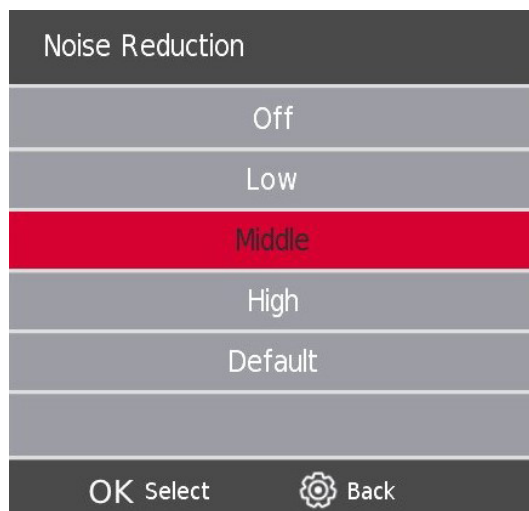 Noise Reduction
Off
Low
Middle
High
Default
OK Select Back